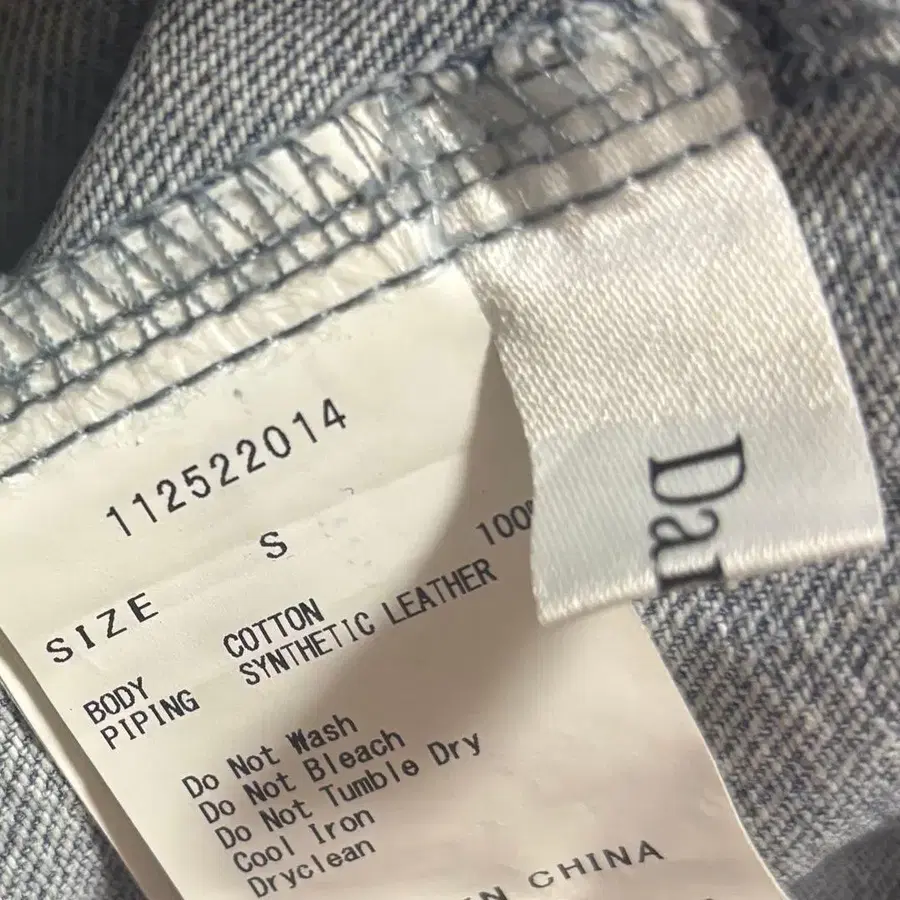 112522014
SIZE S
BODY COTTON 100
PIPING SYNTHETIC LEATHER
Do Not Wash
Do Not Bleach
Do Not Tumble Dry
Cool Iron
Dryclean
CHINA
Da